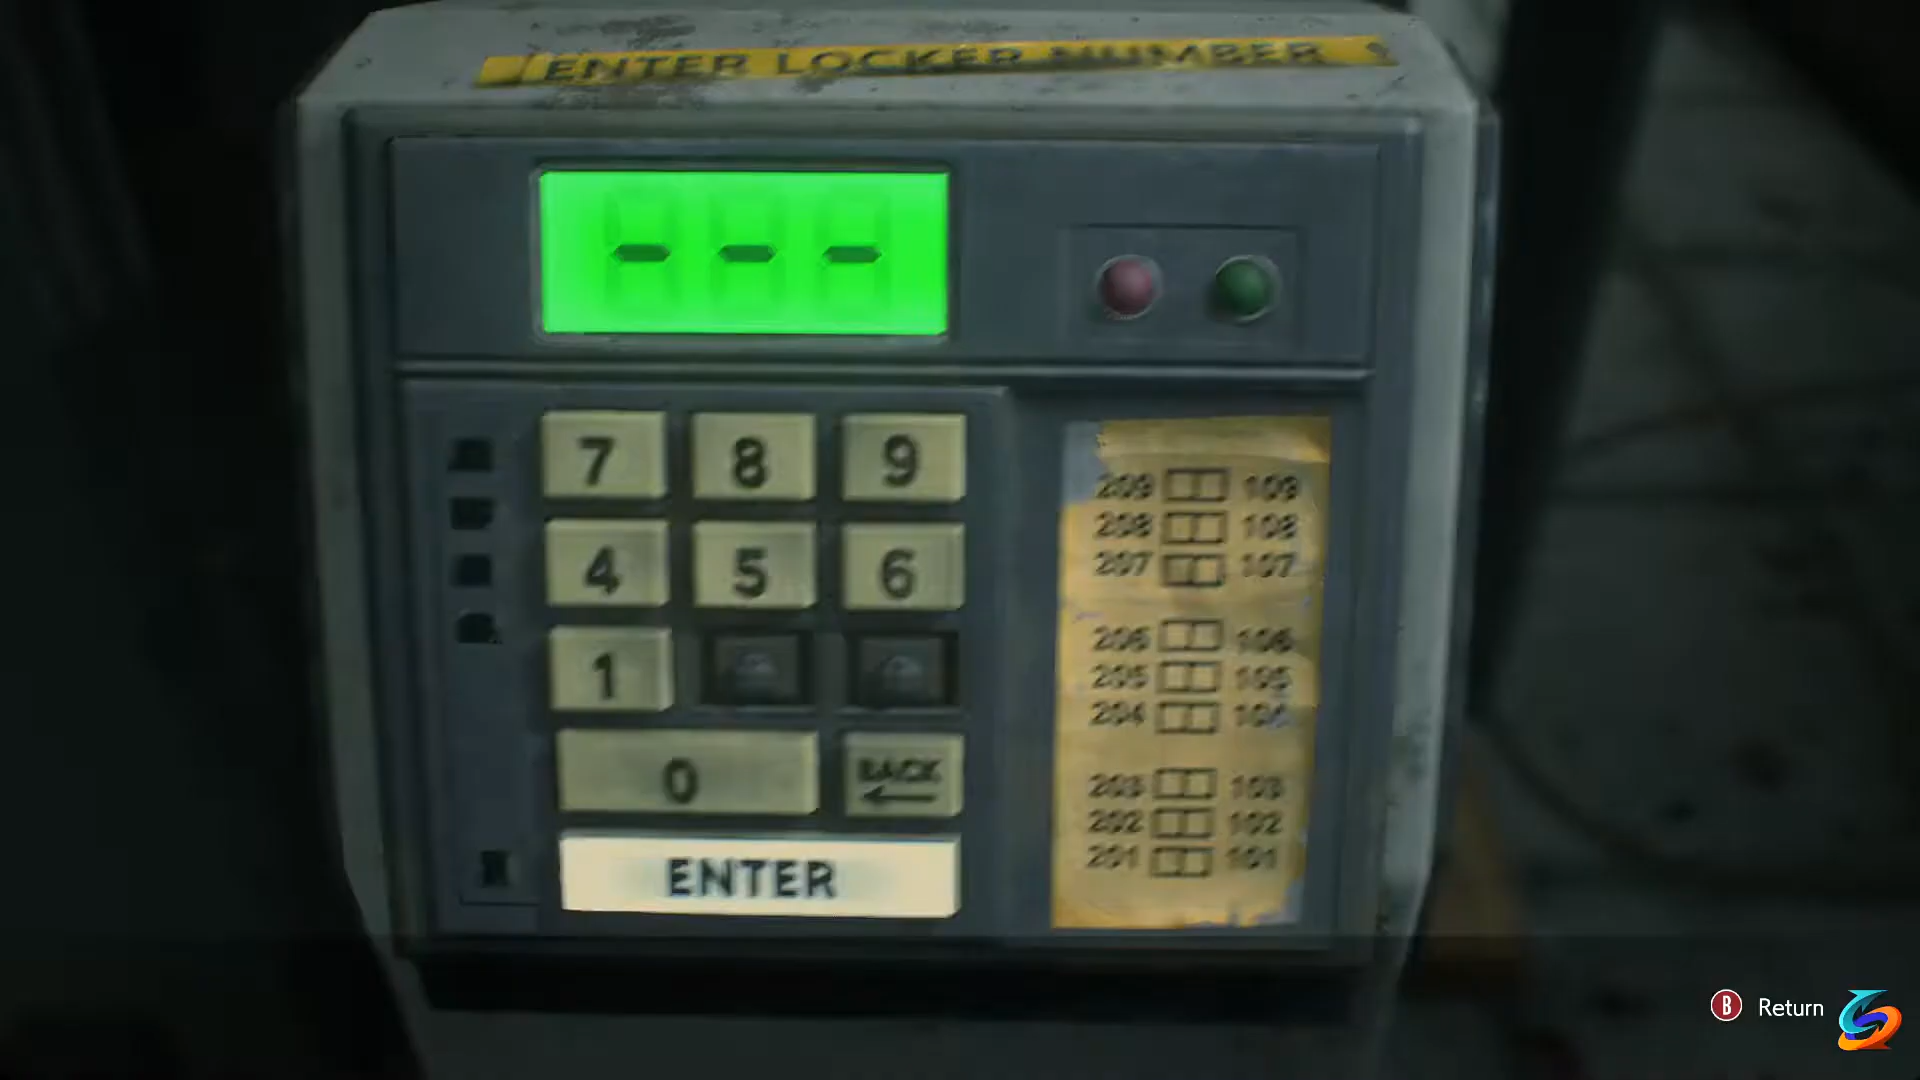 ENTER LOCKER NUMBER
- - -
7 8 9
4 5 6
1
0 BACK
ENTER
209 109
208 108
207 107
206 106
205 105
204 104
203 103
202 102
201 101
B Return